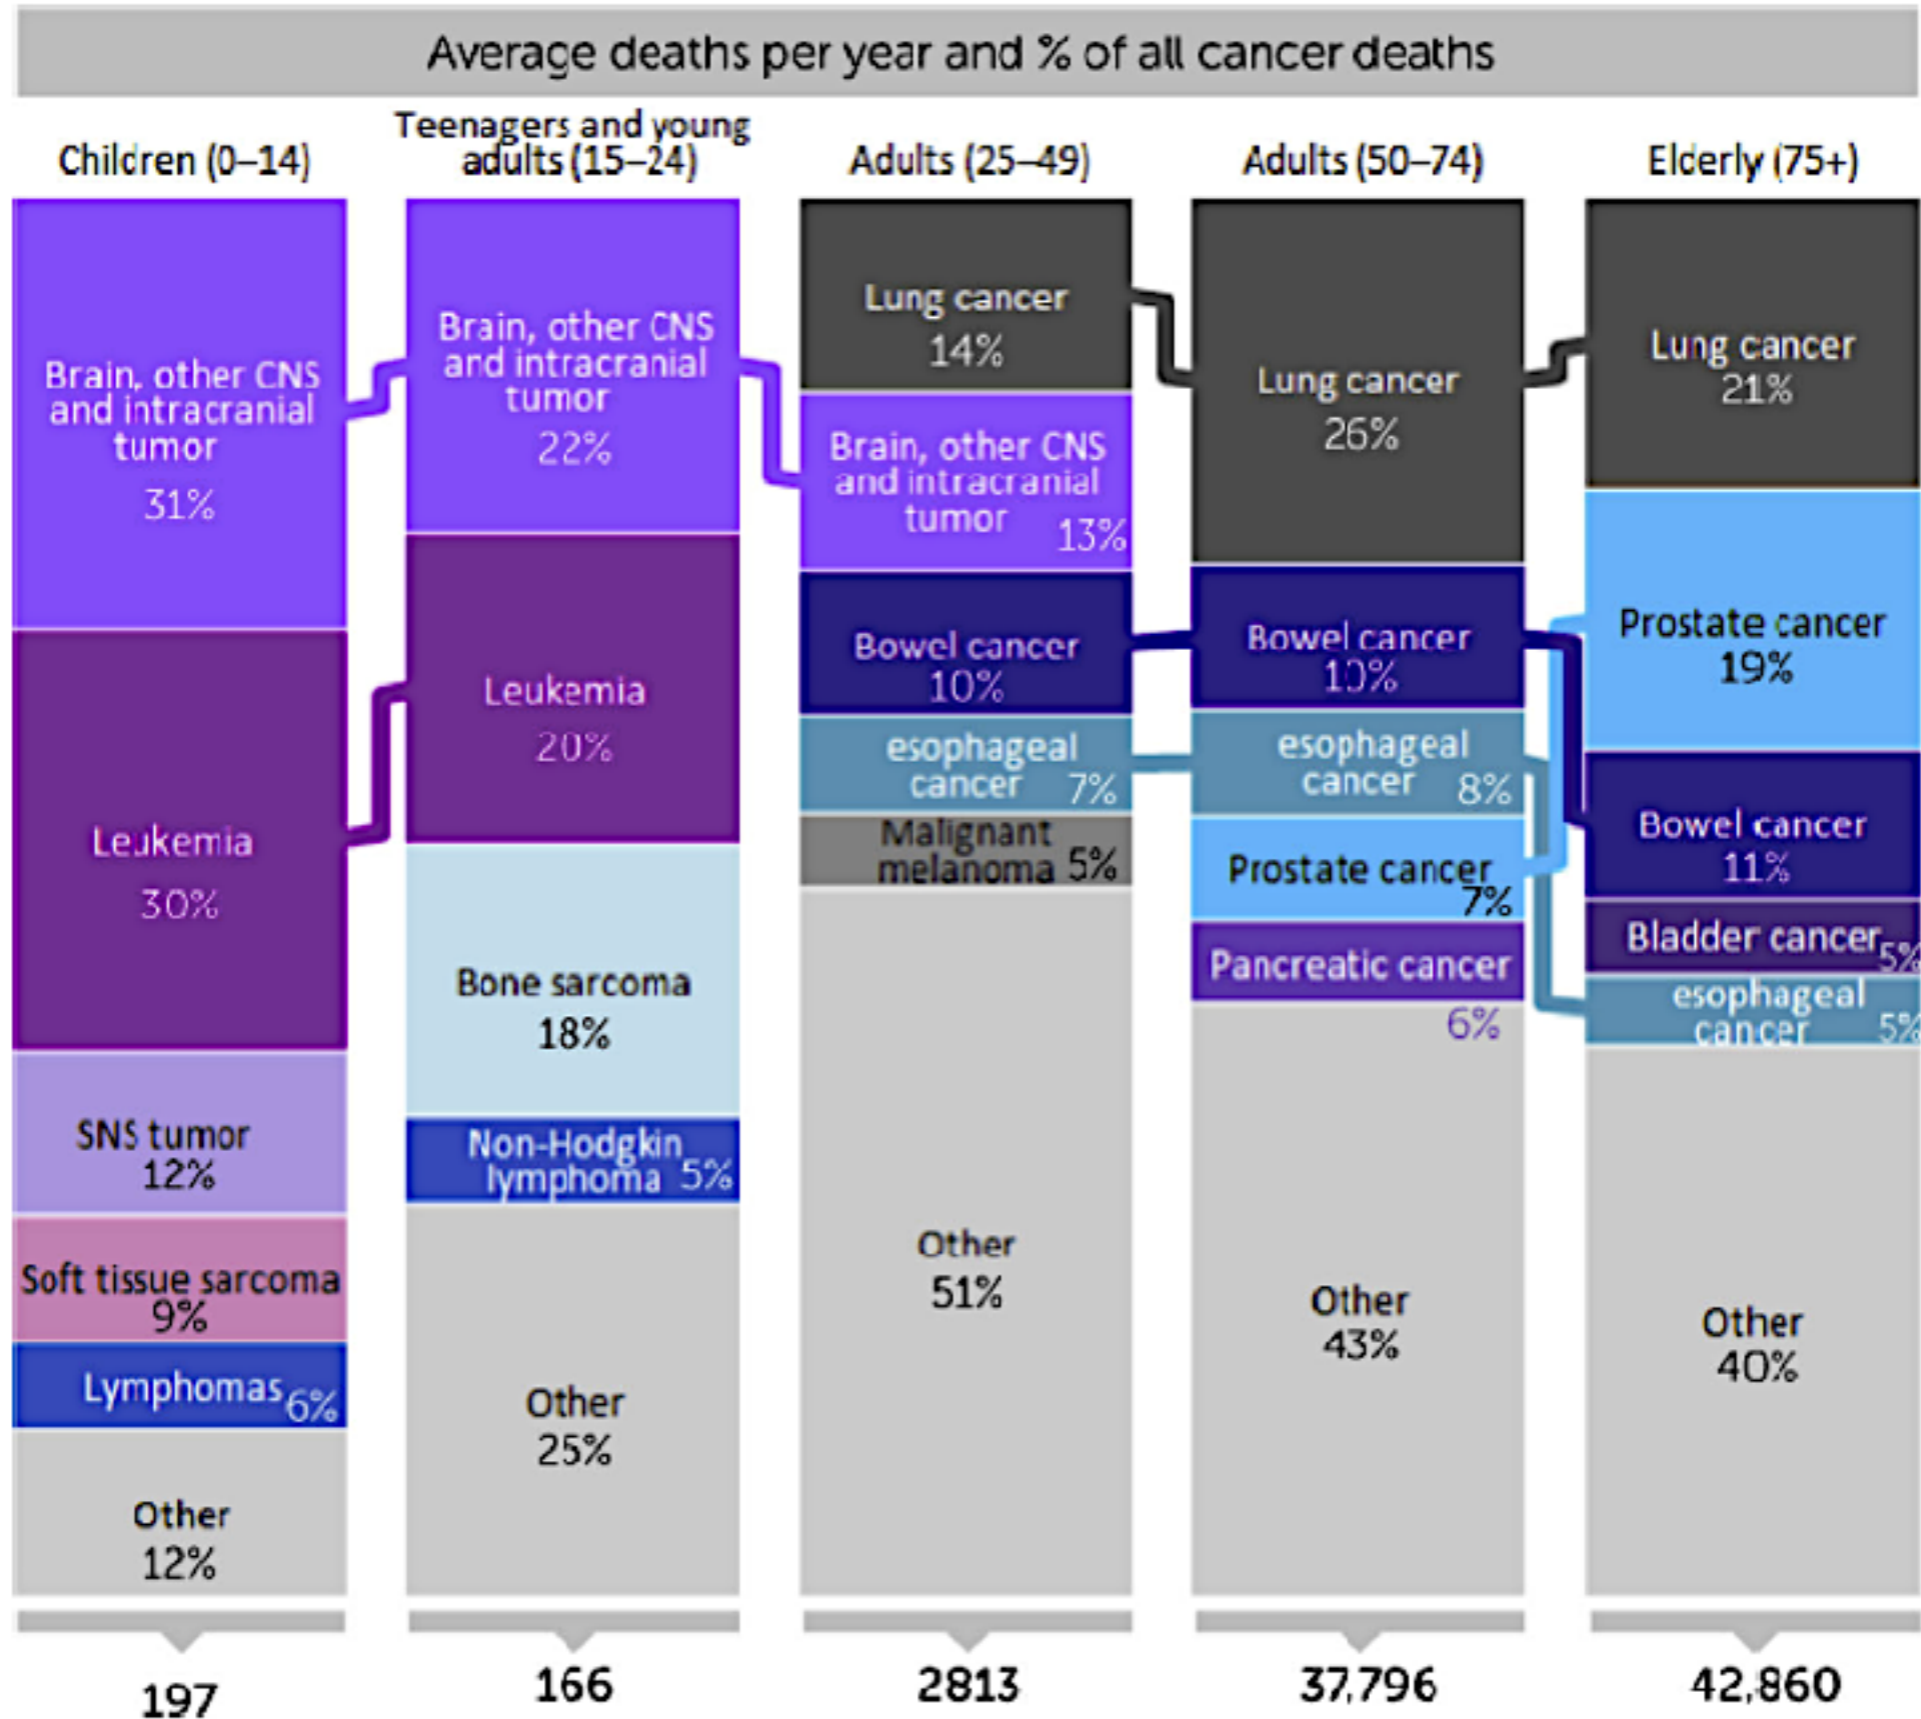 Average deaths per year and % of all cancer deaths
Children (0–14)
Brain, other CNS
and intracranial
tumor
31%
Leukemia
30%
SNS tumor
12%
Soft tissue sarcoma
9%
Lymphomas 6%
Other
12%
197
Teenagers and young
adults (15–24)
Brain, other CNS
and intracranial
tumor
22%
Leukemia
20%
Bone sarcoma
18%
Non-Hodgkin
lymphoma 5%
Other
25%
166
Adults (25–49)
Lung cancer
14%
Brain, other CNS
and intracranial
tumor 13%
Bowel cancer
10%
esophageal
cancer 7%
Malignant
melanoma 5%
Other
51%
2813
Adults (50–74)
Lung cancer
26%
Bowel cancer
10%
esophageal
cancer 8%
Prostate cancer
7%
Pancreatic cancer
6%
Other
43%
37,796
Elderly (75+)
Lung cancer
21%
Prostate cancer
19%
Bowel cancer
11%
Bladder cancer 5%
esophageal
cancer 5%
Other
40%
42,860